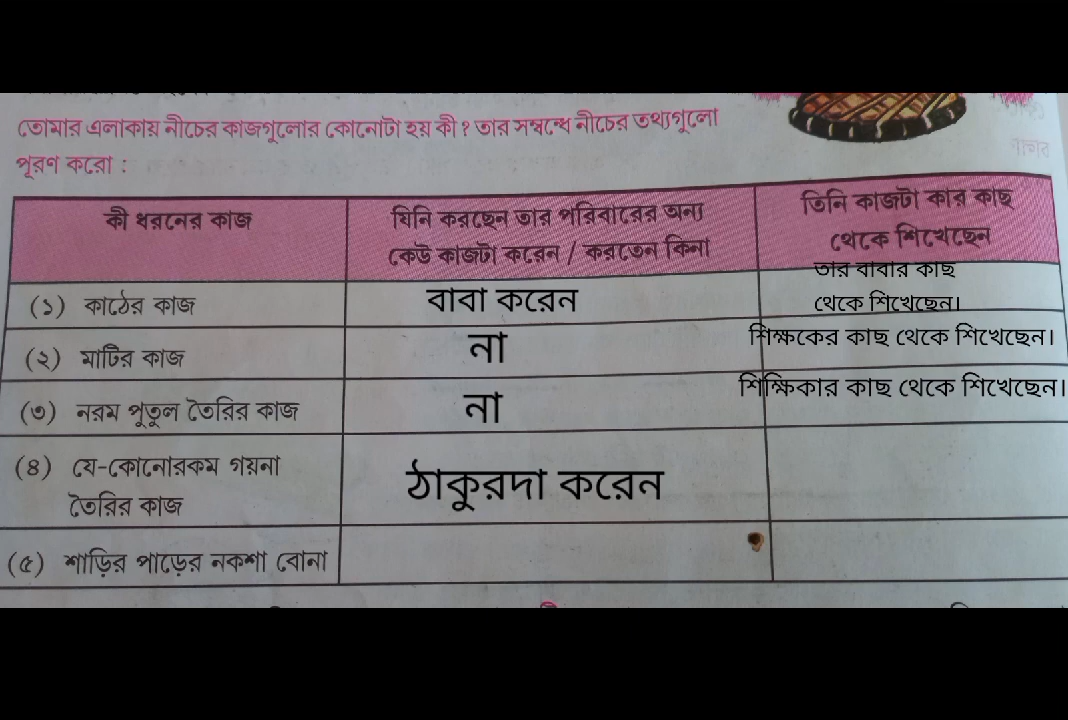 তোমার এলাকায় নীচের কাজগুলোর কোনোটা হয় কী ? তার সম্বন্ধে নীচের তথ্যগুলো
পূরণ করো :
কী ধরনের কাজ
যিনি করছেন তার পরিবারের অন্য
কেউ কাজটা করেন / করতেন কিনা
তিনি কাজটা কার কাছ
থেকে শিখেছেন
(১) কাঠের কাজ
বাবা করেন
তার বাবার কাছ
থেকে শিখেছেন।
(২) মাটির কাজ
না
শিক্ষকের কাছ থেকে শিখেছেন।
(৩) নরম পুতুল তৈরির কাজ
না
শিক্ষিকার কাছ থেকে শিখেছেন।
(৪) যে-কোনোরকম গয়না
তৈরির কাজ
ঠাকুরদা করেন
(৫) শাড়ির পাড়ের নকশা বোনা